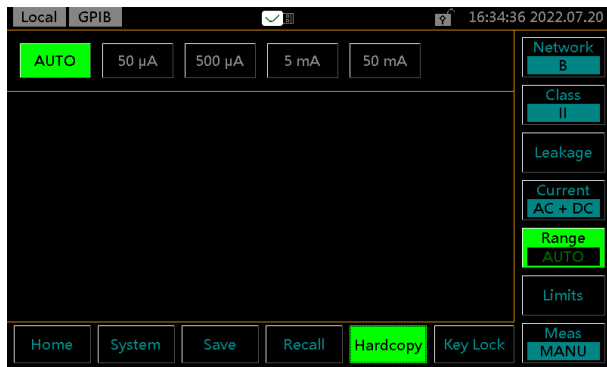 Local GPIB 16:34:36 2022.07.20
AUTO 50 µA 500 µA 5 mA 50 mA
Network
B
Class
II
Leakage
Current
AC + DC
Range
AUTO
Limits
Meas
MANU
Home System Save Recall Hardcopy Key Lock